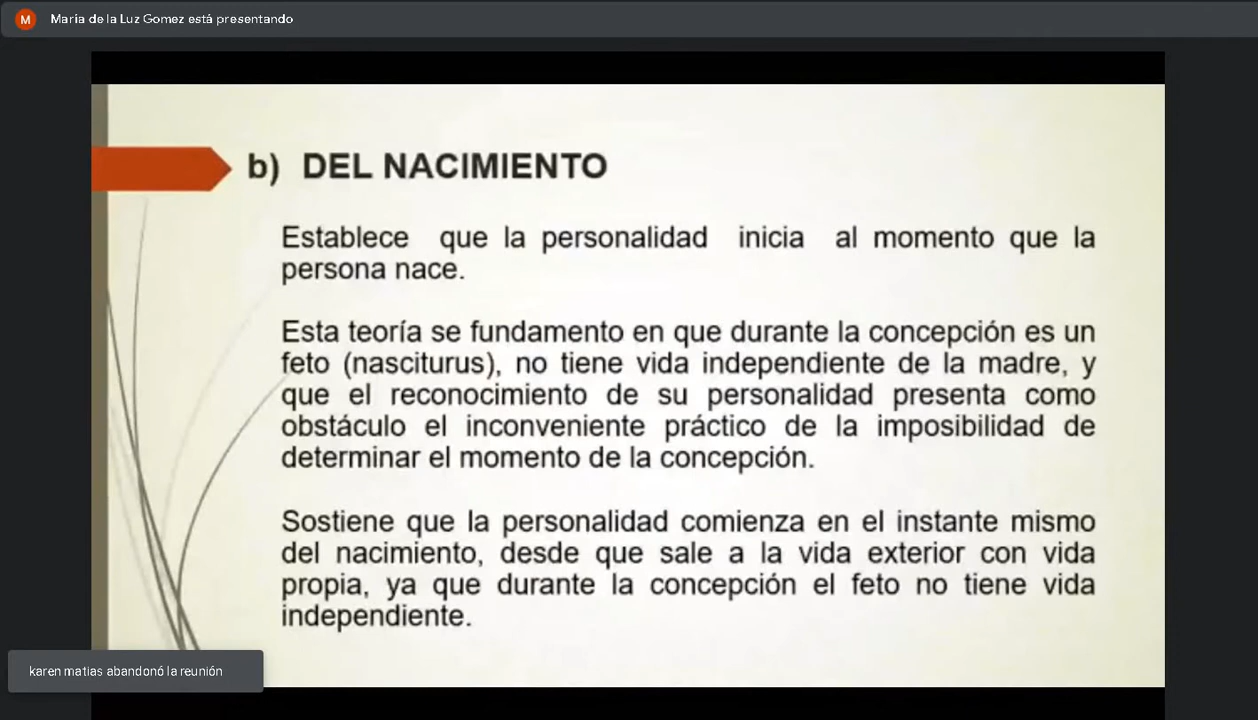 M Maria de la Luz Gomez está presentando
b) DEL NACIMIENTO
Establece que la personalidad inicia al momento que la
persona nace.
Esta teoría se fundamento en que durante la concepción es un
feto (nasciturus), no tiene vida independiente de la madre, y
que el reconocimiento de su personalidad presenta como
obstáculo el inconveniente práctico de la imposibilidad de
determinar el momento de la concepción.
Sostiene que la personalidad comienza en el instante mismo
del nacimiento, desde que sale a la vida exterior con vida
propia, ya que durante la concepción el feto no tiene vida
independiente.
karen matias abandonó la reunión